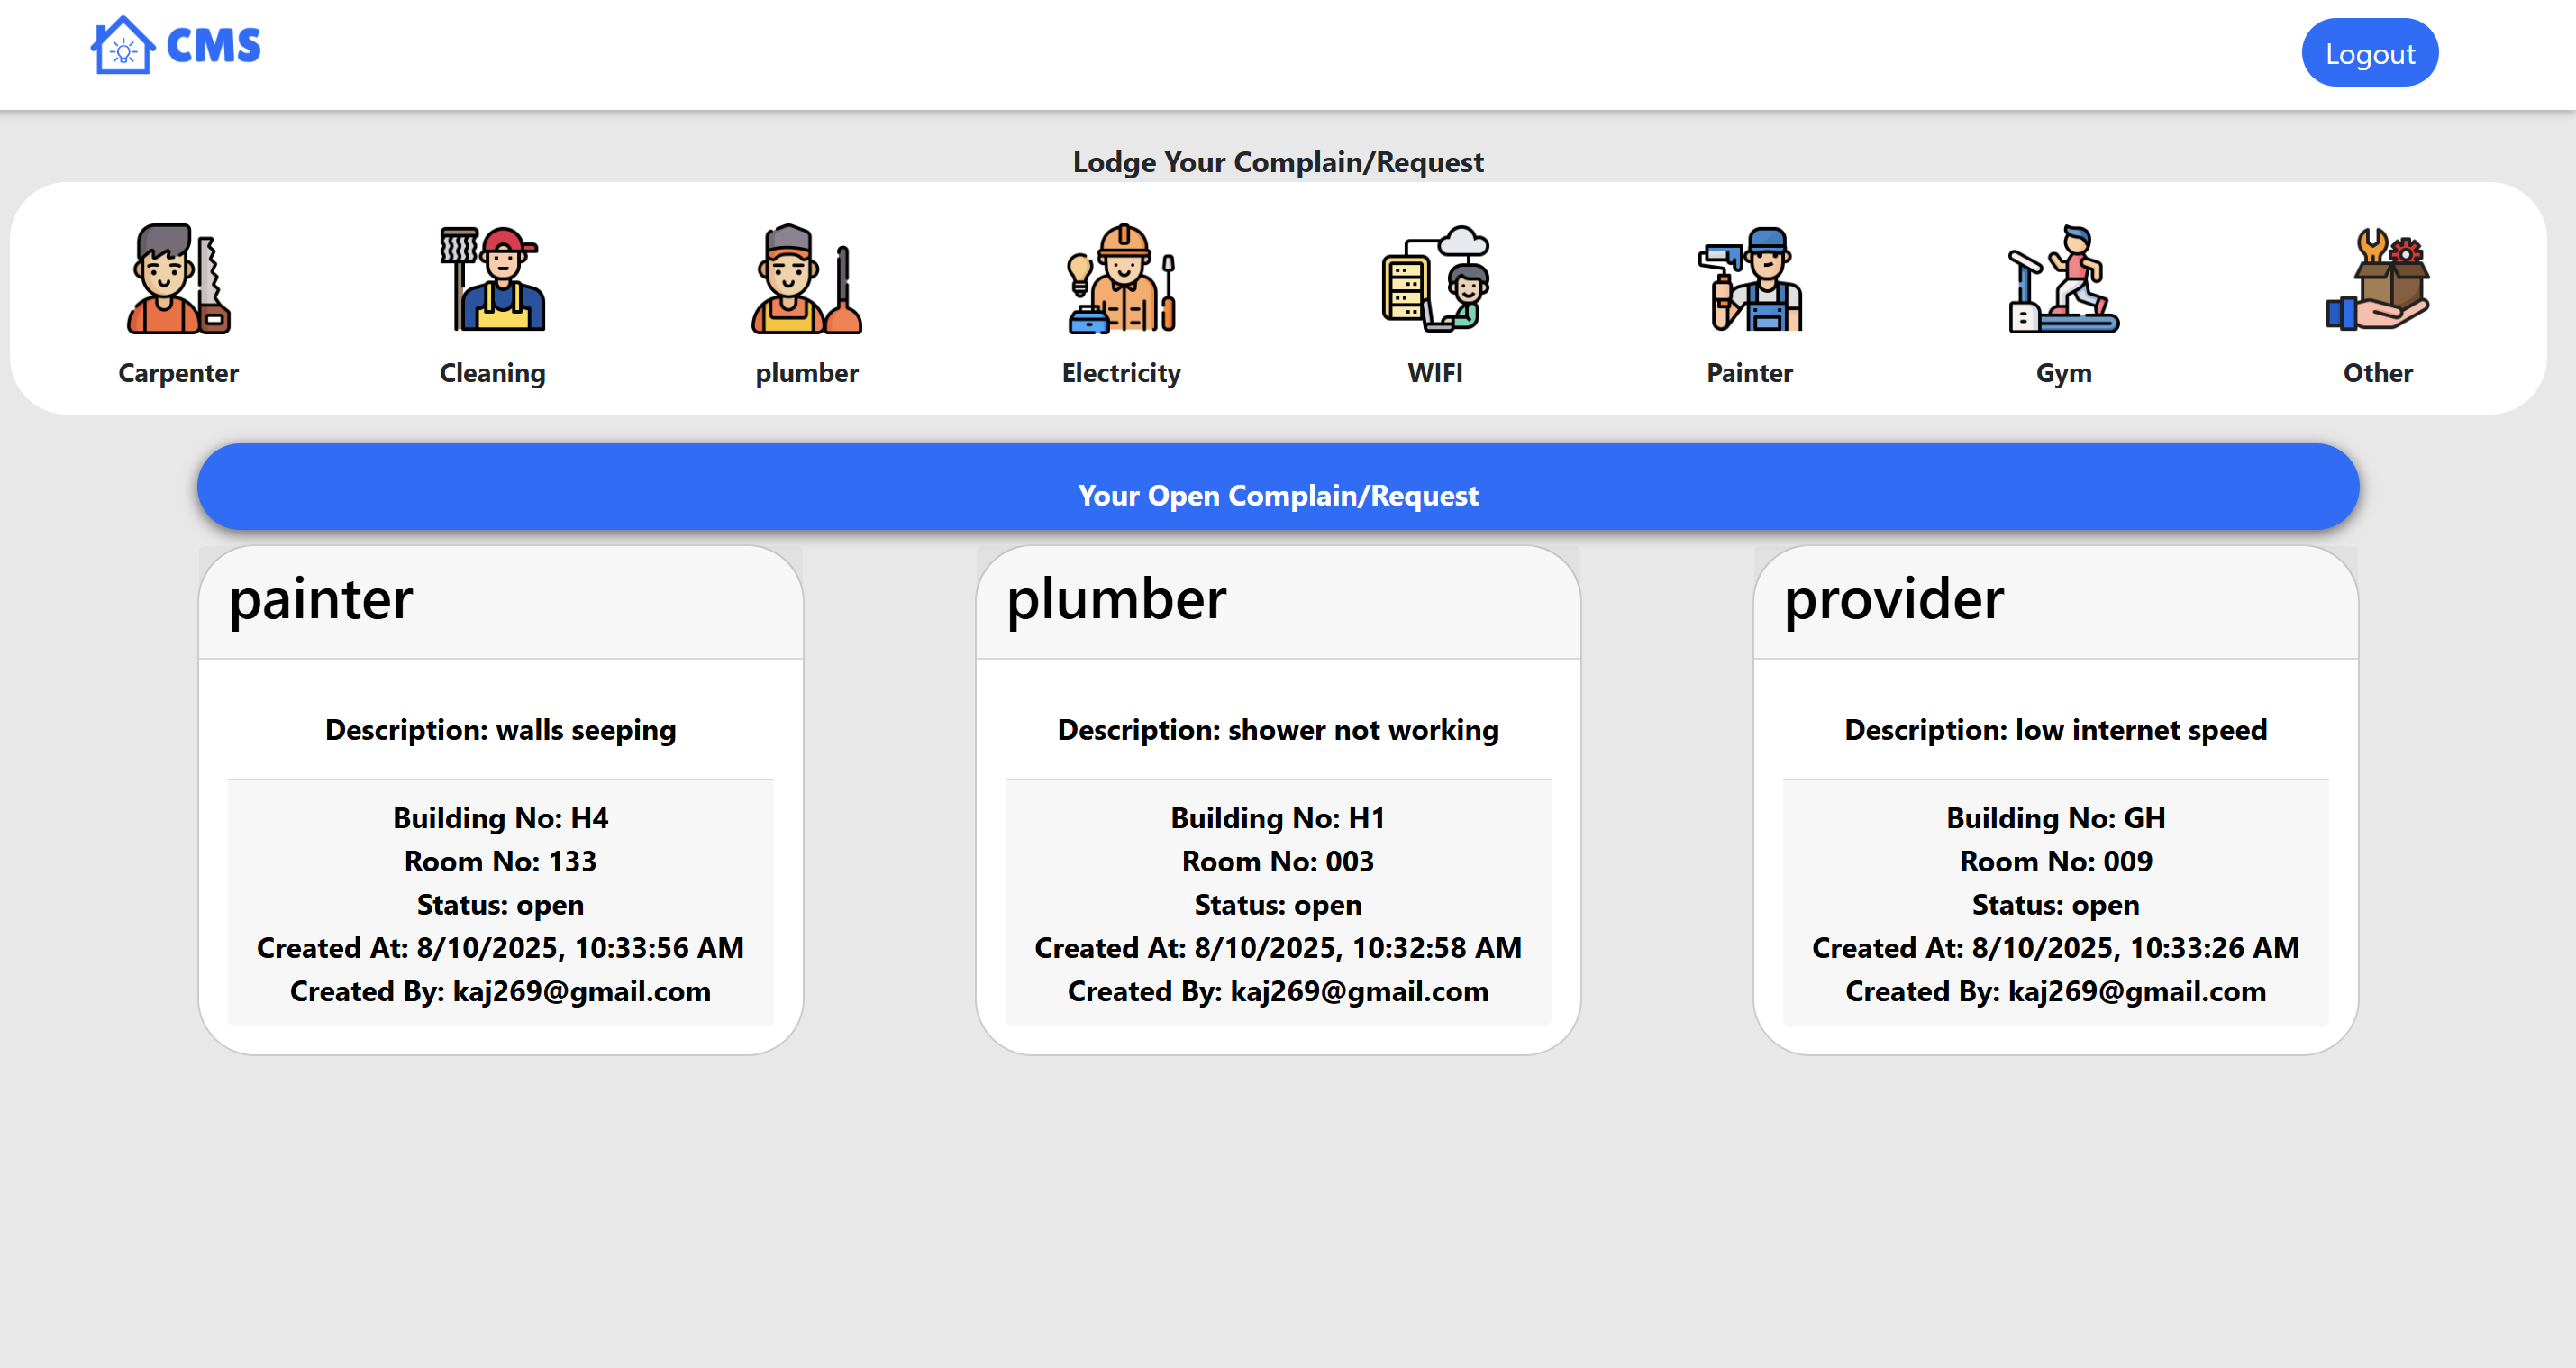 CMS
Logout
Lodge Your Complain/Request
Carpenter
Cleaning
plumber
Electricity
WIFI
Painter
Gym
Other
Your Open Complain/Request
painter
Description: walls seeping
Building No: H4
Room No: 133
Status: open
Created At: 8/10/2025, 10:33:56 AM
Created By: kaj269@gmail.com
plumber
Description: shower not working
Building No: H1
Room No: 003
Status: open
Created At: 8/10/2025, 10:32:58 AM
Created By: kaj269@gmail.com
provider
Description: low internet speed
Building No: GH
Room No: 009
Status: open
Created At: 8/10/2025, 10:33:26 AM
Created By: kaj269@gmail.com